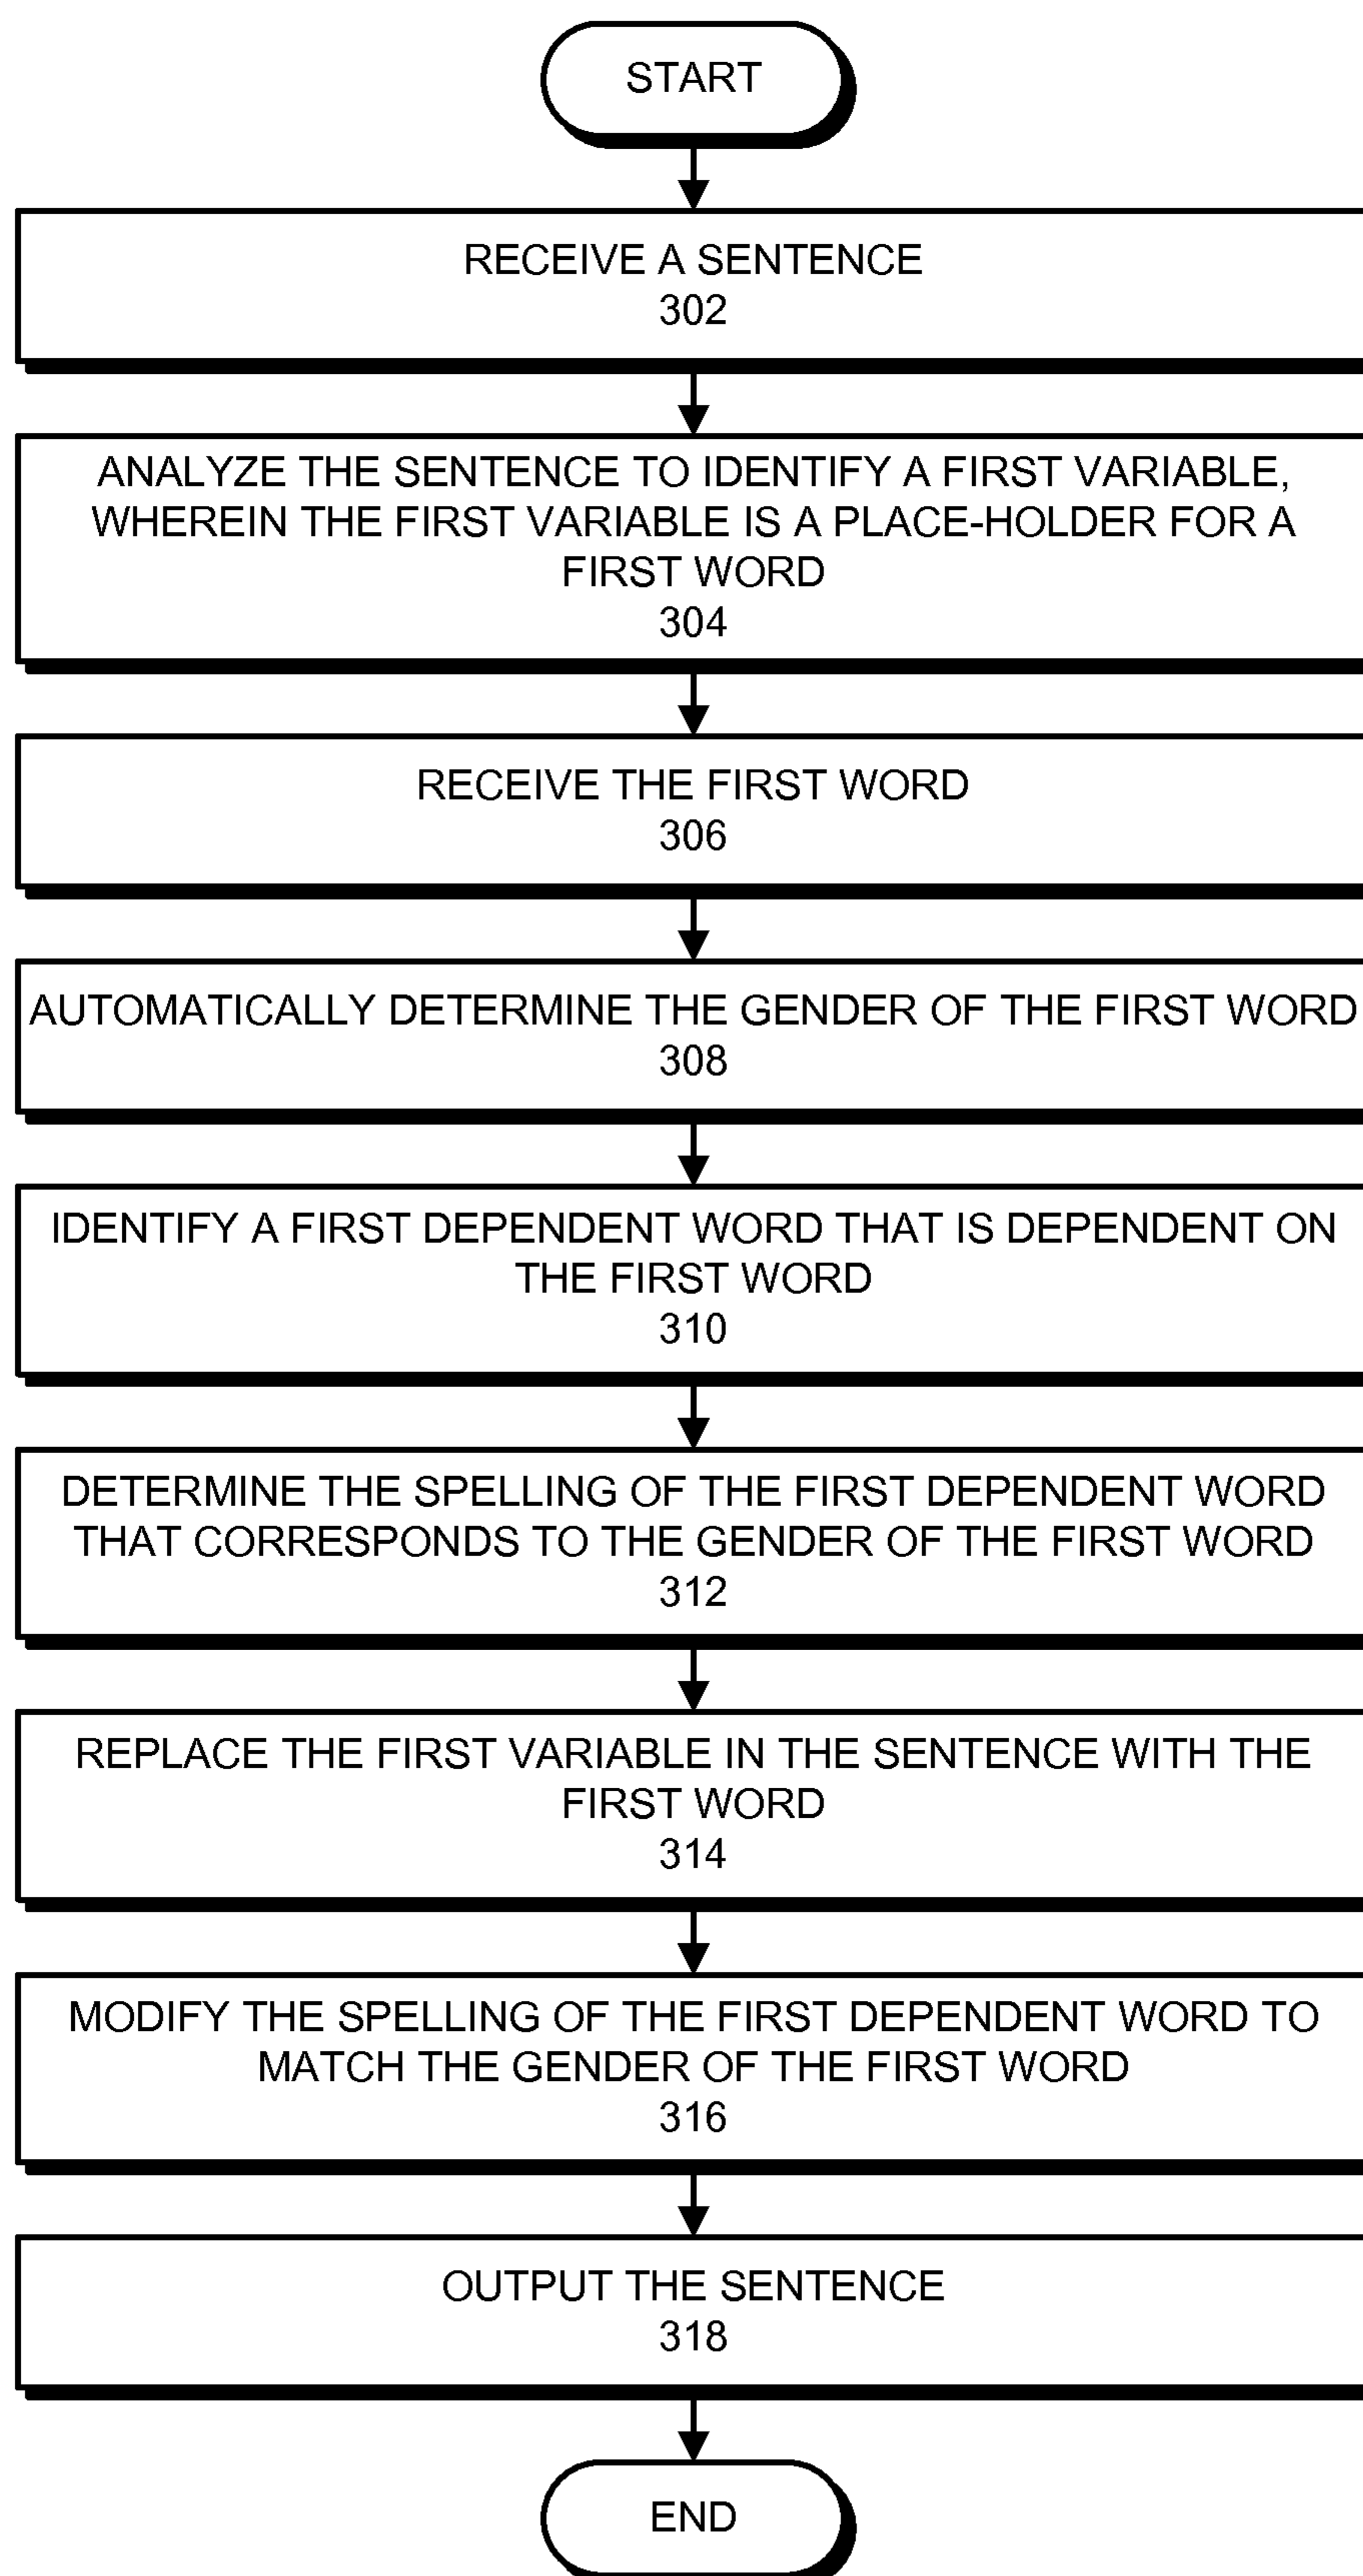 START
RECEIVE A SENTENCE
302
ANALYZE THE SENTENCE TO IDENTIFY A FIRST VARIABLE,
WHEREIN THE FIRST VARIABLE IS A PLACE-HOLDER FOR A
FIRST WORD
304
RECEIVE THE FIRST WORD
306
AUTOMATICALLY DETERMINE THE GENDER OF THE FIRST WORD
308
IDENTIFY A FIRST DEPENDENT WORD THAT IS DEPENDENT ON
THE FIRST WORD
310
DETERMINE THE SPELLING OF THE FIRST DEPENDENT WORD
THAT CORRESPONDS TO THE GENDER OF THE FIRST WORD
312
REPLACE THE FIRST VARIABLE IN THE SENTENCE WITH THE
FIRST WORD
314
MODIFY THE SPELLING OF THE FIRST DEPENDENT WORD TO
MATCH THE GENDER OF THE FIRST WORD
316
OUTPUT THE SENTENCE
318
END